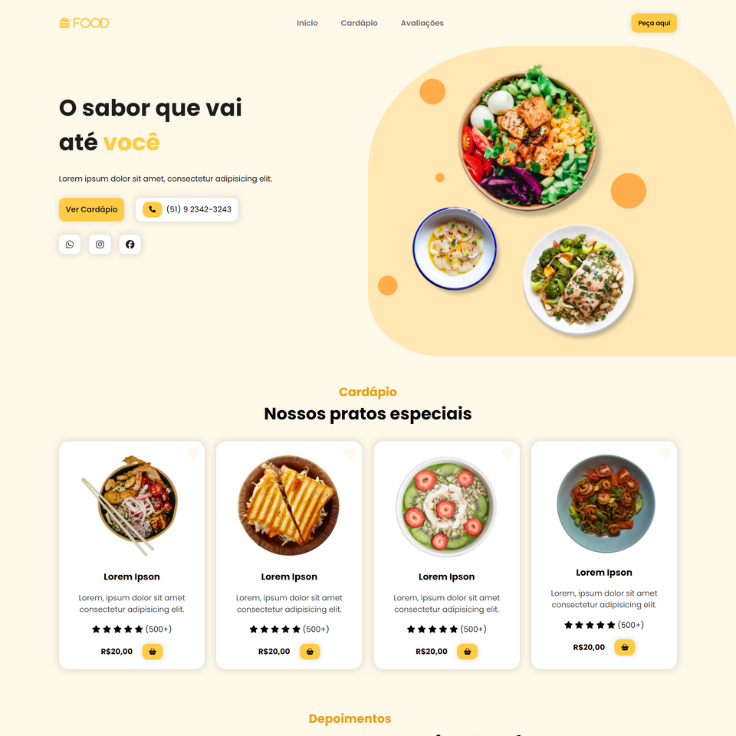 FOOD
Início
Cardápio
Avaliações
Peça aqui
O sabor que vai
até você
Lorem ipsum dolor sit amet, consectetur adipisicing elit.
Ver Cardápio
(51) 9 2342-3243
Cardápio
Nossos pratos especiais
Lorem Ipson
Lorem, ipsum dolor sit amet
consectetur adipisicing elit.
(500+)
R$20,00
Lorem Ipson
Lorem, ipsum dolor sit amet
consectetur adipisicing elit.
(500+)
R$20,00
Lorem Ipson
Lorem, ipsum dolor sit amet
consectetur adipisicing elit.
(500+)
R$20,00
Lorem Ipson
Lorem, ipsum dolor sit amet
consectetur adipisicing elit.
(500+)
R$20,00
Depoimentos